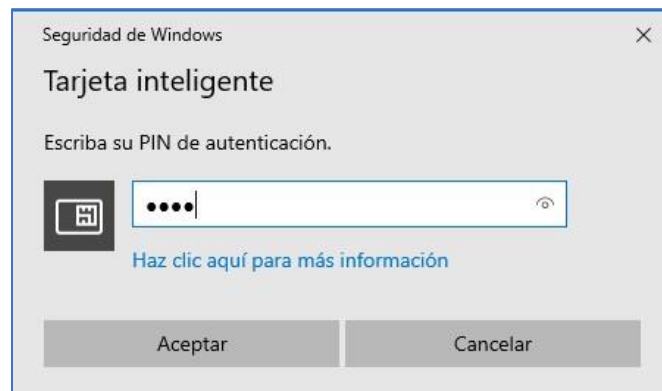 Seguridad de Windows
Tarjeta inteligente
Escriba su PIN de autenticación.
••••
Haz clic aquí para más información
Aceptar
Cancelar